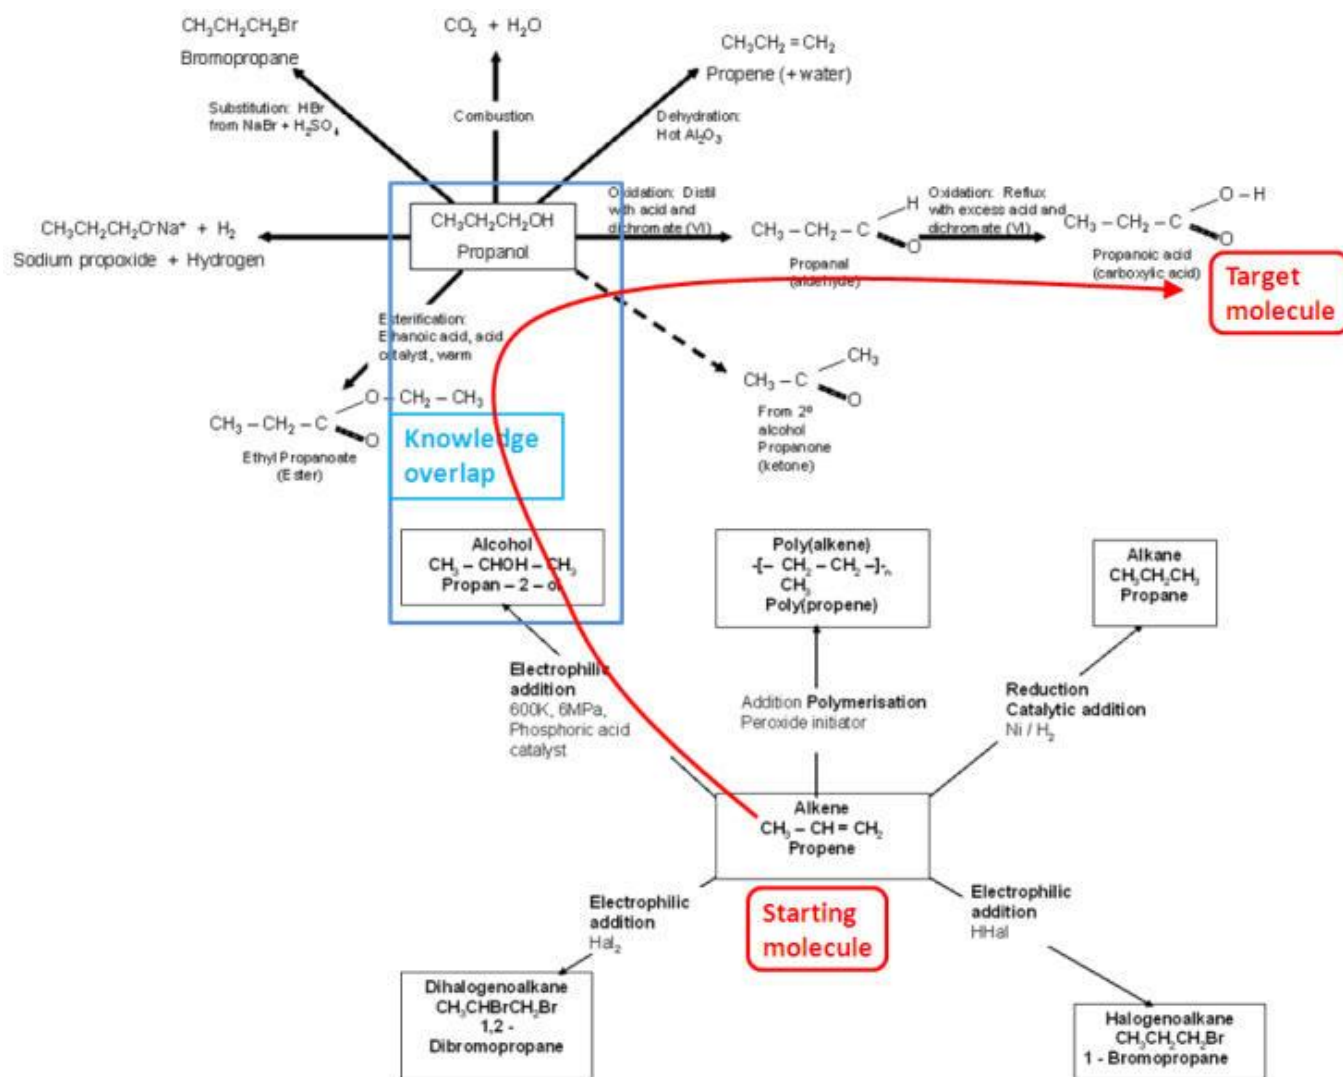 CH₃CH₂CH₂Br
Bromopropane
CO₂ + H₂O
CH₃CH₂ = CH₂
Propene (+ water)
Substitution: HBr
from NaBr + H₂SO₄
Combustion
Dehydration:
Hot Al₂O₃
CH₃CH₂CH₂O⁻Na⁺ + H₂
Sodium propoxide + Hydrogen
CH₃CH₂CH₂OH
Propanol
Oxidation: Distil
with acid and
dichromate (VI)
CH₃ – CH₂ – C
H
O
Propanal
(aldehyde)
Oxidation: Reflux
with excess acid and
dichromate (VI)
CH₃ – CH₂ – C
O – H
O
Propanoic acid
(carboxylic acid)
Target
molecule
Esterification:
Ethanoic acid, acid
catalyst, warm
CH₃ – CH₂ – C
O – CH₂ – CH₃
O
Ethyl Propanoate
(Ester)
Knowledge
overlap
CH₃ – C
CH₃
O
From 2º
alcohol
Propanone
(ketone)
Alcohol
CH₃ – CHOH – CH₃
Propan – 2 – ol
Poly(alkene)
-[– CH₂ – CH₂ –]-ₙ
CH₃
Poly(propene)
Alkane
CH₃CH₂CH₃
Propane
Electrophilic
addition
600K, 6MPa,
Phosphoric acid
catalyst
Addition Polymerisation
Peroxide initiator
Reduction
Catalytic addition
Ni / H₂
Alkene
CH₃ – CH = CH₂
Propene
Starting
molecule
Electrophilic
addition
Hal₂
Electrophilic
addition
HHal
Dihalogenoalkane
CH₃CHBrCH₂Br
1,2 -
Dibromopropane
Halogenoalkane
CH₃CH₂CH₂Br
1 - Bromopropane